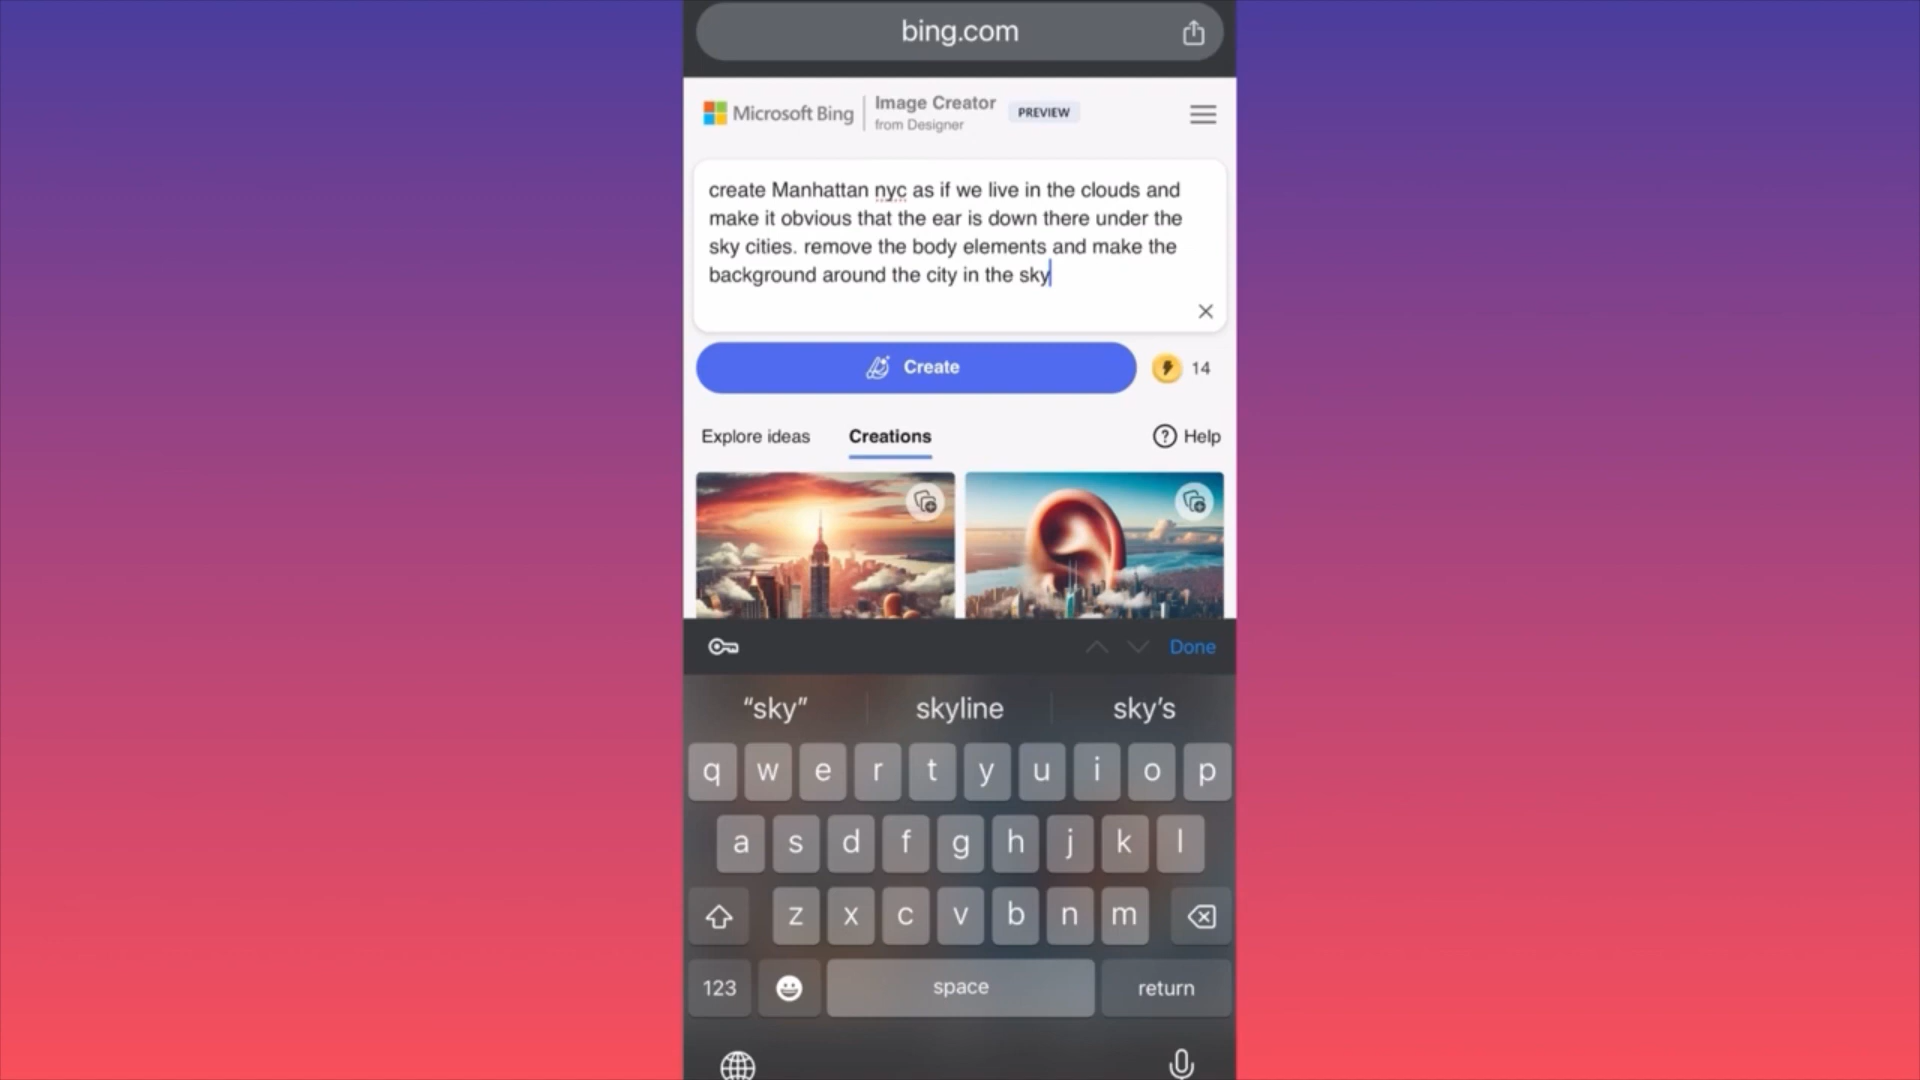 bing.com
Microsoft Bing
Image Creator
from Designer
PREVIEW
create Manhattan nyc as if we live in the clouds and
make it obvious that the ear is down there under the
sky cities. remove the body elements and make the
background around the city in the sky
Create
14
Explore ideas
Creations
Help
Done
“sky”
skyline
sky’s
q w e r t y u i o p
a s d f g h j k l
z x c v b n m
123
space
return